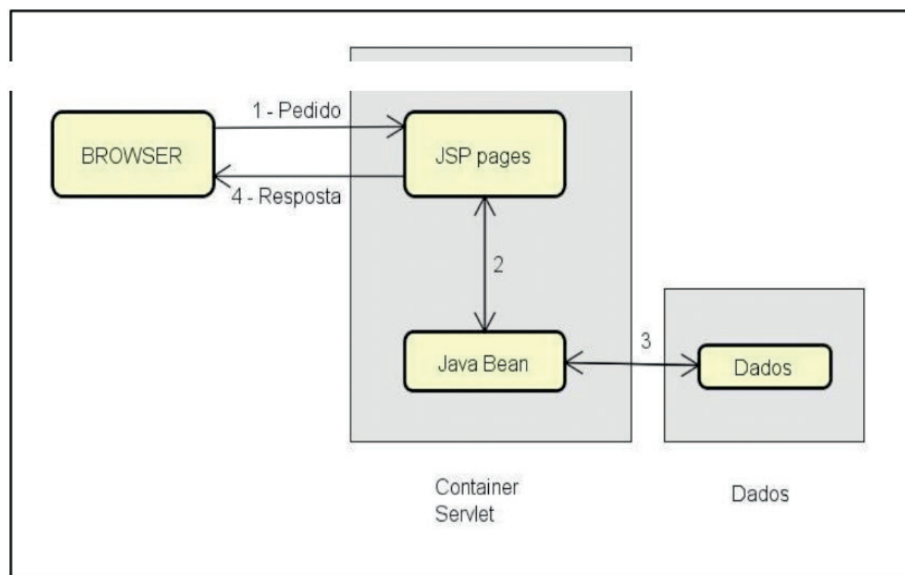 1 - Pedido
BROWSER
JSP pages
4 - Resposta
2
3
Java Bean
Dados
Container
Servlet
Dados